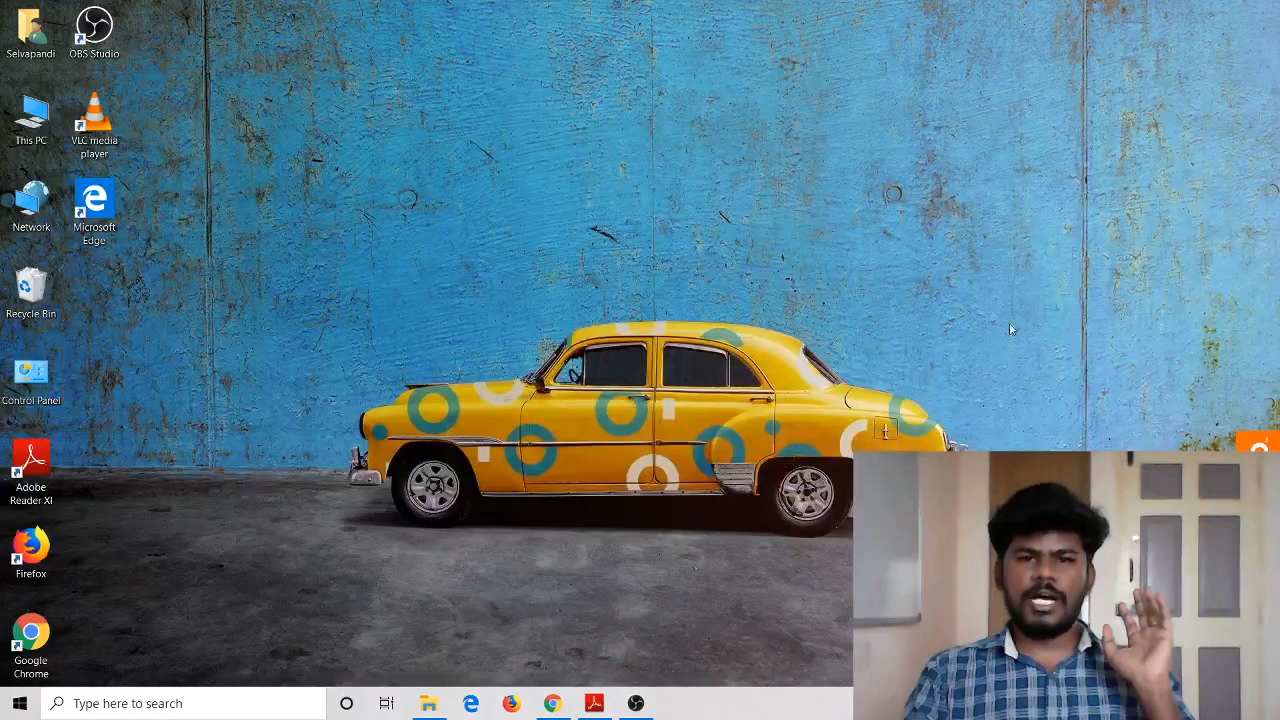 Selvapandi
OBS Studio
This PC
VLC media
player
Network
Microsoft
Edge
Recycle Bin
Control Panel
Adobe
Reader XI
Firefox
Google
Chrome
Type here to search